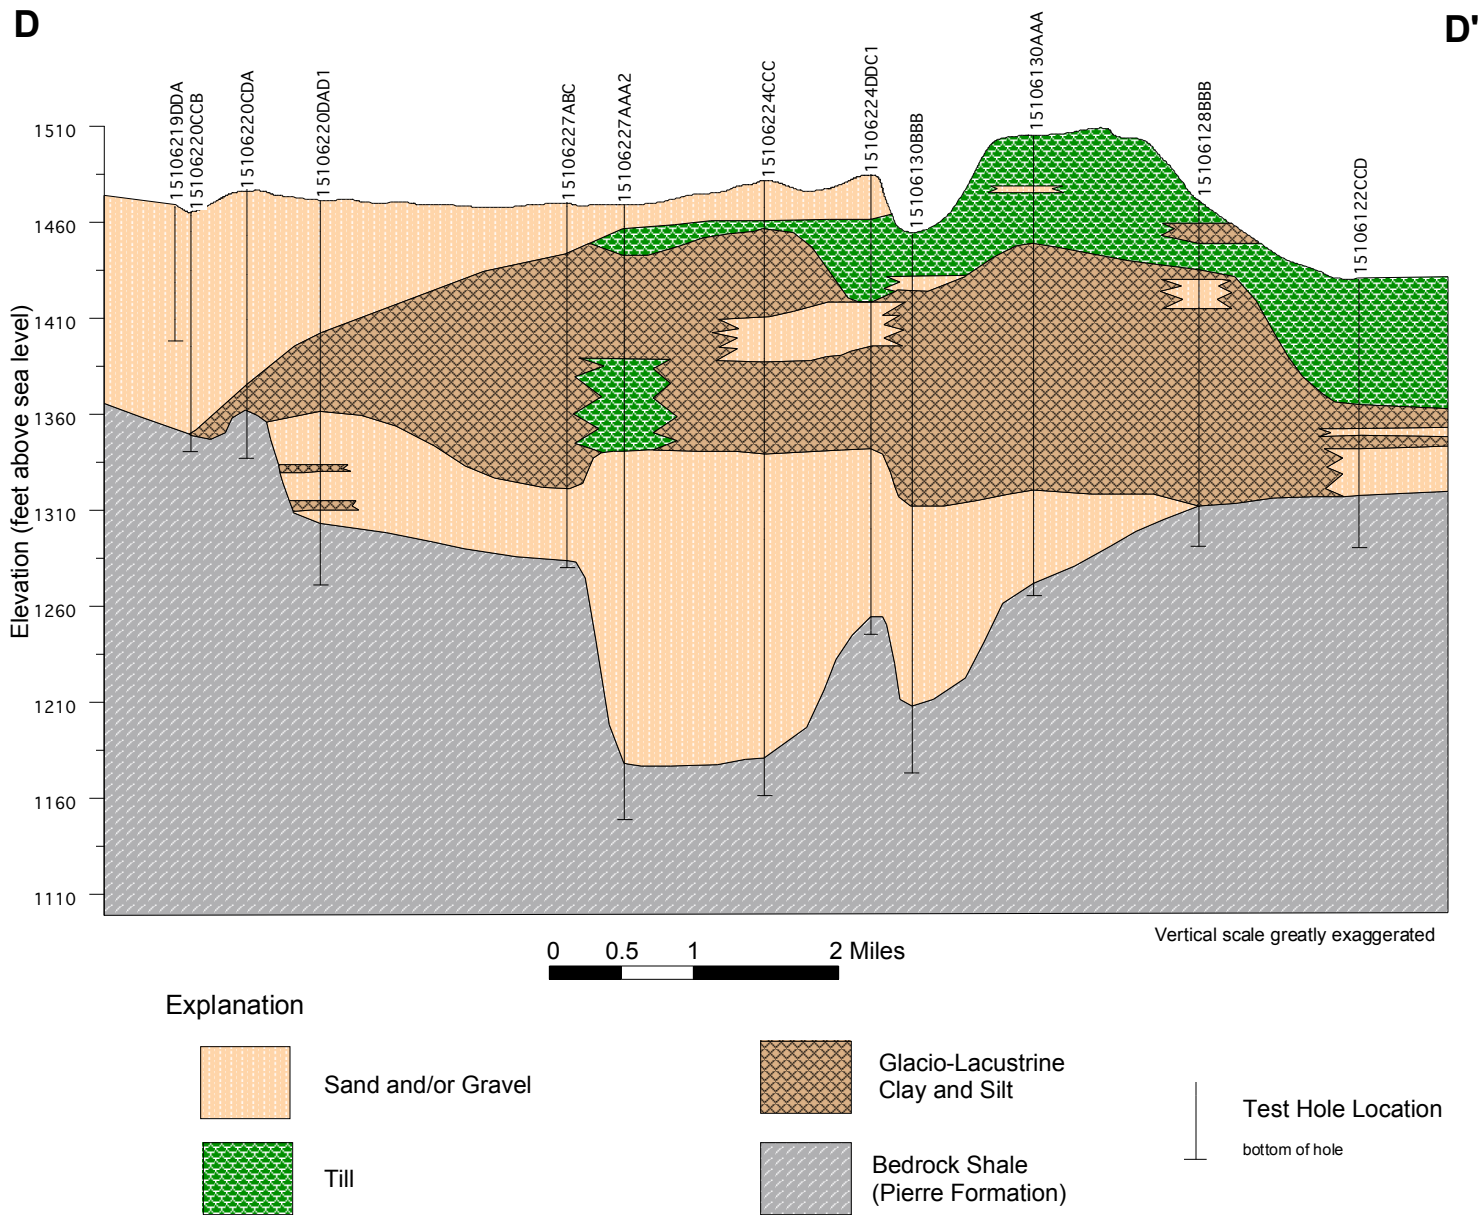 D
D'
15106219DDA
15106220CCB
15106220CDA
15106220DAD1
15106227ABC
15106227AAA2
15106224CCC
15106224DDC1
15106130BBB
15106130AAA
15106128BBB
15106122CCD
Elevation (feet above sea level)
1510
1460
1410
1360
1310
1260
1210
1160
1110
Vertical scale greatly exaggerated
0 0.5 1 2 Miles
Explanation
Sand and/or Gravel
Till
Glacio-Lacustrine
Clay and Silt
Bedrock Shale
(Pierre Formation)
Test Hole Location
bottom of hole